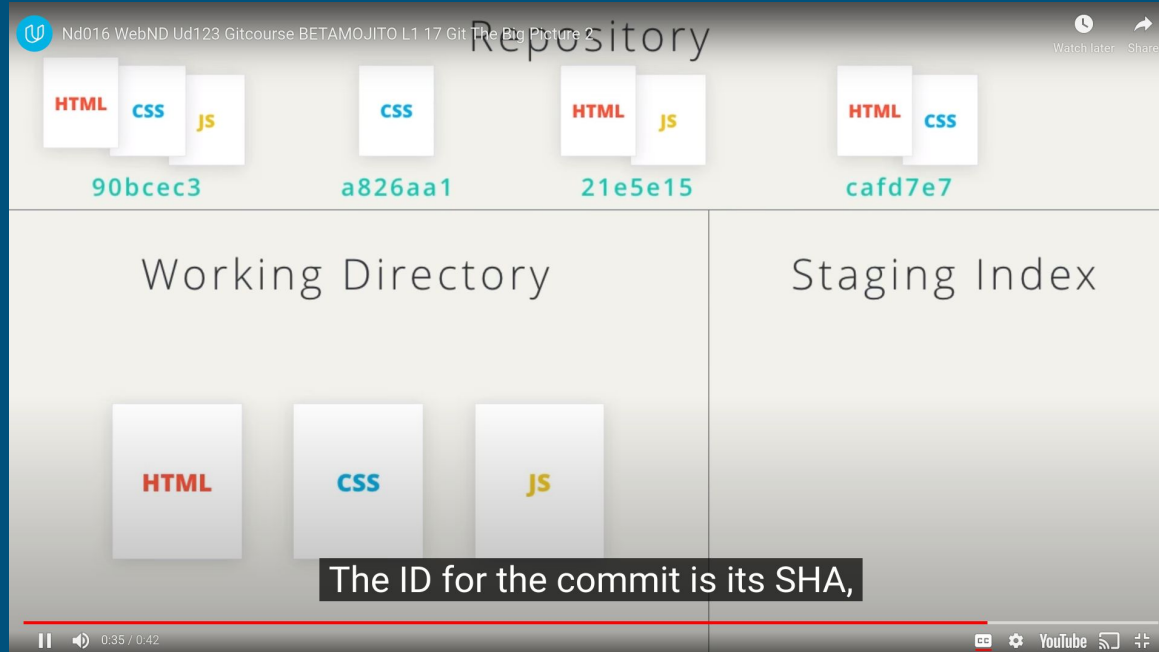 Nd016 WebND Ud123 Gitcourse BETAMOJITO L1 17 Git The Big Picture 2
Repository
Watch later Share
HTML CSS JS
CSS
HTML JS
HTML CSS
90bcec3 a826aa1 21e5e15 cafd7e7
Working Directory
Staging Index
HTML CSS JS
The ID for the commit is its SHA,
0:35 / 0:42
CC
YouTube